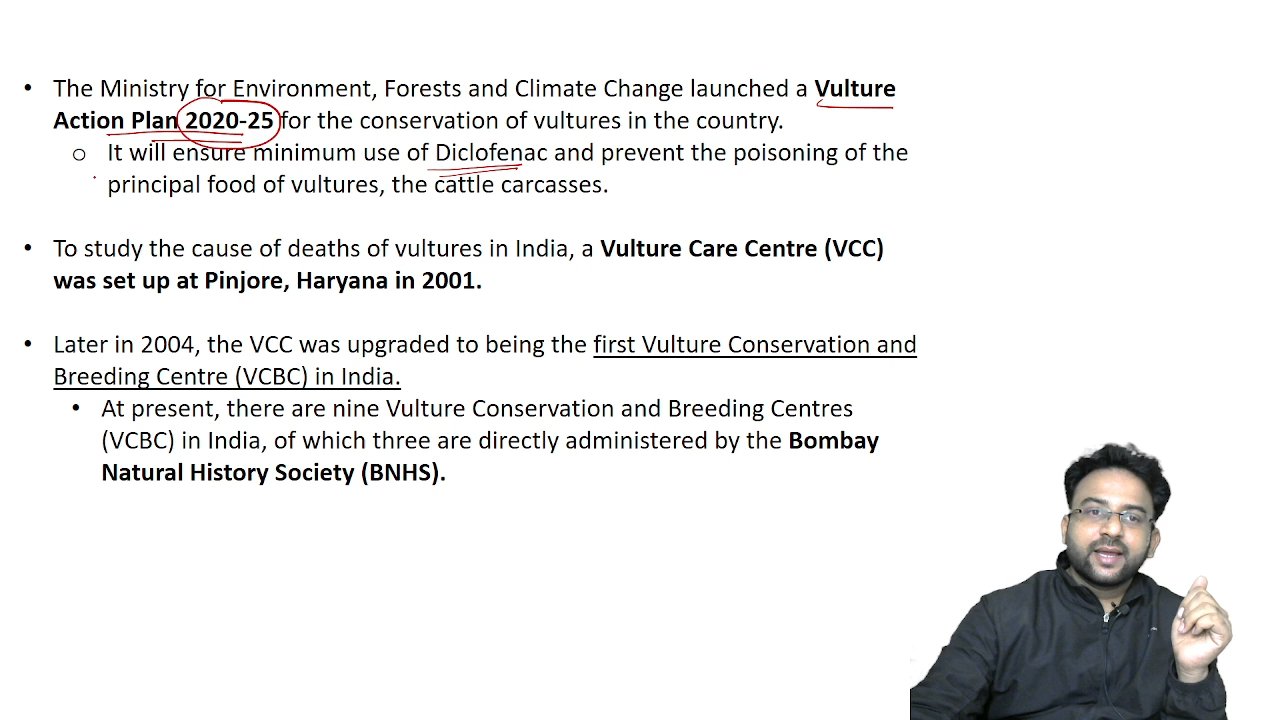 • The Ministry for Environment, Forests and Climate Change launched a Vulture
Action Plan 2020-25 for the conservation of vultures in the country.
o It will ensure minimum use of Diclofenac and prevent the poisoning of the
principal food of vultures, the cattle carcasses.
• To study the cause of deaths of vultures in India, a Vulture Care Centre (VCC)
was set up at Pinjore, Haryana in 2001.
• Later in 2004, the VCC was upgraded to being the first Vulture Conservation and
Breeding Centre (VCBC) in India.
• At present, there are nine Vulture Conservation and Breeding Centres
(VCBC) in India, of which three are directly administered by the Bombay
Natural History Society (BNHS).